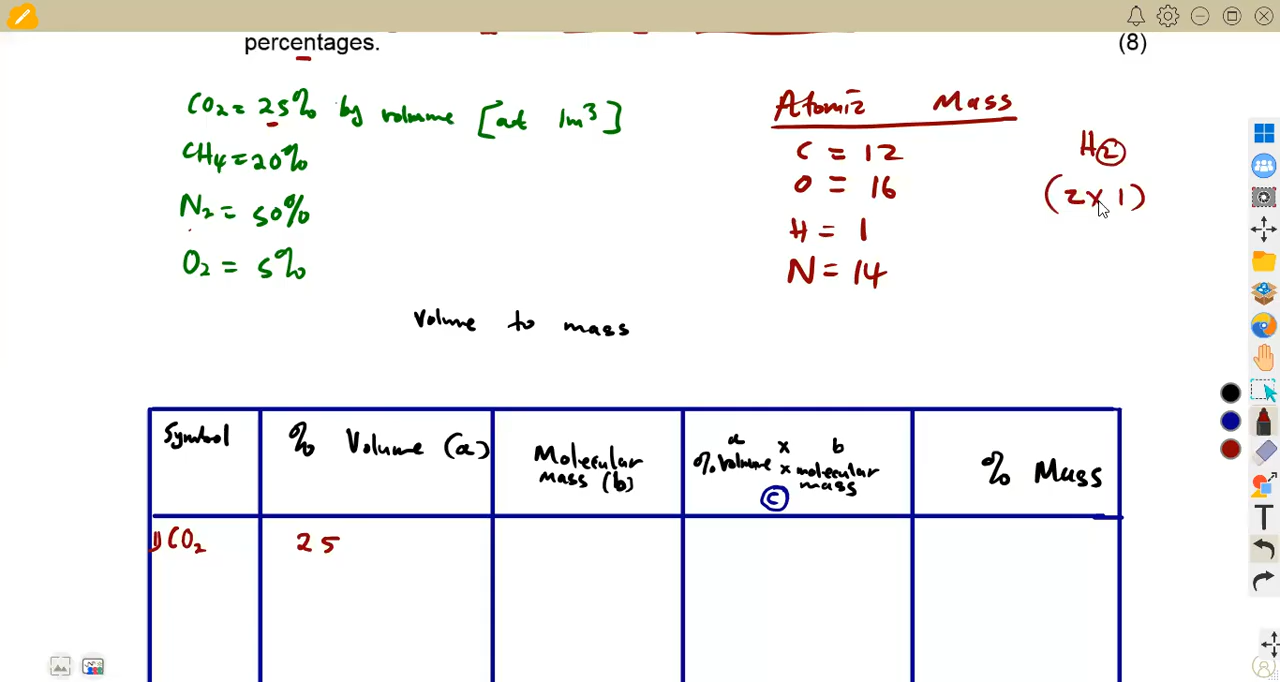 percentages.
(8)
CO2 = 25% by volume [at 1m³]
CH4 = 20%
N2 = 50%
O2 = 5%
Atomic Mass
C = 12
O = 16
H = 1
N = 14
H2
(2x1)
Volume to mass
Symbol
% Volume (a)
Molecular
mass (b)
a x b
% volume x molecular
mass
C
% Mass
1) CO2
25
T